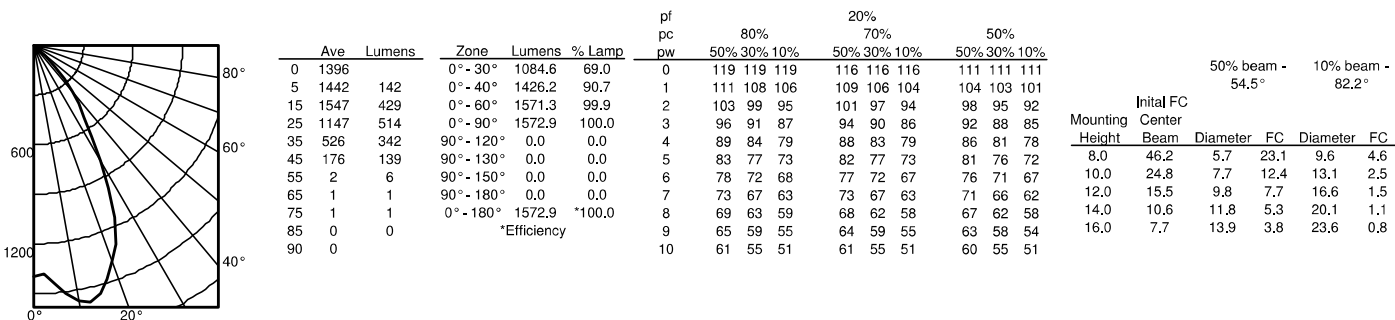 600
1200
0°
20°
40°
60°
80°
Ave Lumens
0 1396
5 1442 142
15 1547 429
25 1147 514
35 526 342
45 176 139
55 2 6
65 1 1
75 1 1
85 0 0
90 0
Zone Lumens % Lamp
0°- 30° 1084.6 69.0
0°- 40° 1426.2 90.7
0°- 60° 1571.3 99.9
0°- 90° 1572.9 100.0
90°- 120° 0.0 0.0
90°- 130° 0.0 0.0
90°- 150° 0.0 0.0
90°- 180° 0.0 0.0
0°- 180° 1572.9 *100.0
*Efficiency
pf 20%
pc 80% 70% 50%
pw 50% 30% 10% 50% 30% 10% 50% 30% 10%
0 119 119 119 116 116 116 111 111 111
1 111 108 106 109 106 104 104 103 101
2 103 99 95 101 97 94 98 95 92
3 96 91 87 94 90 86 92 88 85
4 89 84 79 88 83 79 86 81 78
5 83 77 73 82 77 73 81 76 72
6 78 72 68 77 72 67 76 71 67
7 73 67 63 73 67 63 71 66 62
8 69 63 59 68 62 58 67 62 58
9 65 59 55 64 59 55 63 58 54
10 61 55 51 61 55 51 60 55 51
50% beam - 10% beam -
54.5° 82.2°
Inital FC
Mounting Center
Height Beam Diameter FC Diameter FC
8.0 46.2 5.7 23.1 9.6 4.6
10.0 24.8 7.7 12.4 13.1 2.5
12.0 15.5 9.8 7.7 16.6 1.5
14.0 10.6 11.8 5.3 20.1 1.1
16.0 7.7 13.9 3.8 23.6 0.8